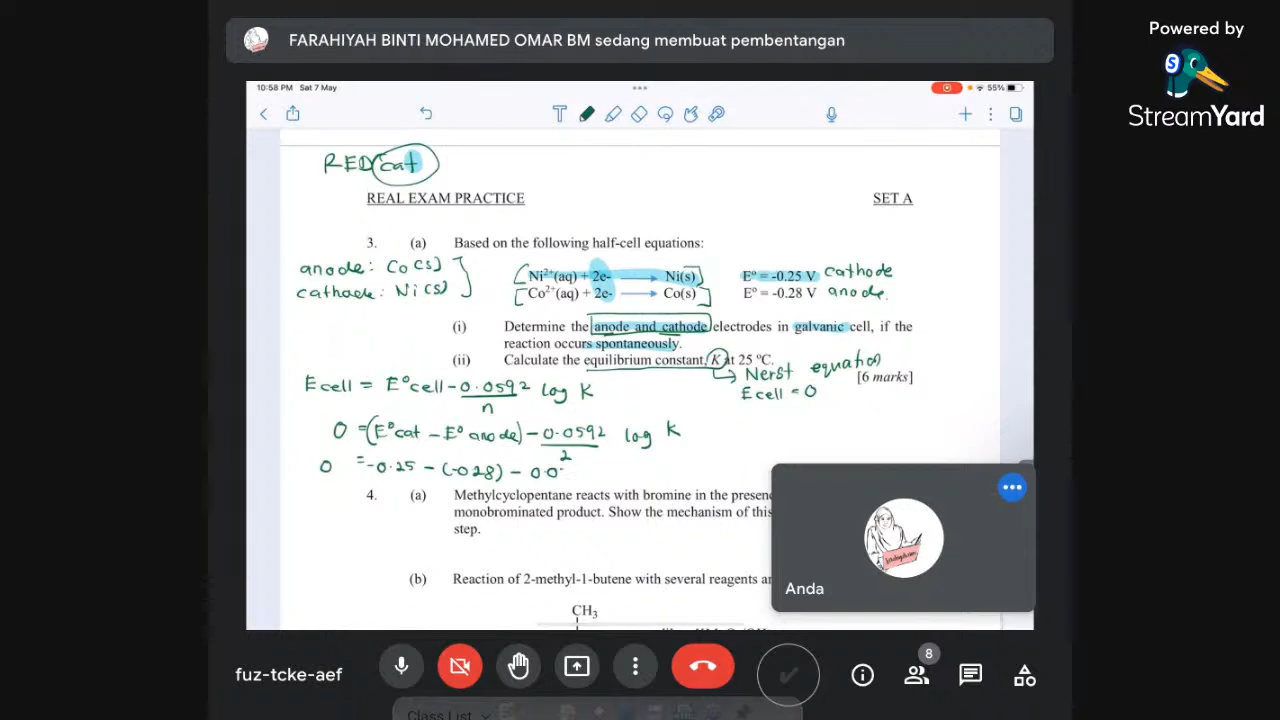 FARAHIYAH BINTI MOHAMED OMAR BM sedang membuat pembentangan
Powered by
StreamYard
10:58 PM Sat 7 May
55%
REDcat
REAL EXAM PRACTICE SET A
3. (a) Based on the following half-cell equations:
anode: Co(s)
cathode: Ni(s)
Ni²⁺(aq) + 2e- ⟶ Ni(s) Eº = -0.25 V cathode
Co²⁺(aq) + 2e- ⟶ Co(s) Eº = -0.28 V anode.
(i) Determine the anode and cathode electrodes in galvanic cell, if the
reaction occurs spontaneously.
(ii) Calculate the equilibrium constant, K at 25 ºC.
[6 marks]
Nerst equation
Ecell = 0
Ecell = E°cell - 0.0592/n log K
0 = (E°cat - E°anode) - 0.0592/2 log K
0 = -0.25 - (-0.28) - 0.0
4. (a) Methylcyclopentane reacts with bromine in the presen
monobrominated product. Show the mechanism of this
step.
(b) Reaction of 2-methyl-1-butene with several reagents a
CH₃
Anda
fuz-tcke-aef
8
Class List